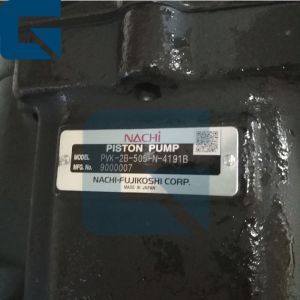 NACHi
PISTON PUMP
MODEL PVK-2B-505-N-4191B
MFG. No. 9000007
NACHI-FUJIKOSHI CORP.
MADE IN JAPAN